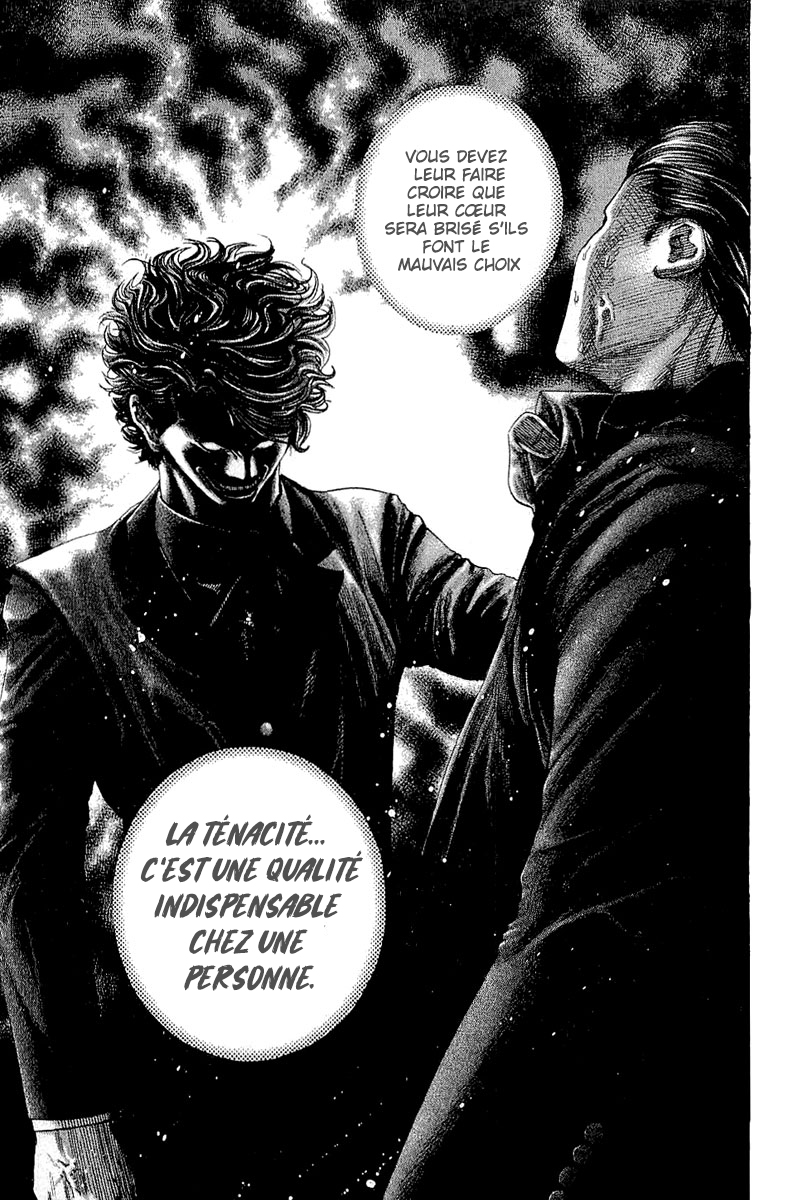 VOUS DEVEZ
LEUR FAIRE
CROIRE QUE
LEUR CŒUR
SERA BRISÉ S'ILS
FONT LE
MAUVAIS CHOIX
LA TÉNACITÉ...
C'EST UNE QUALITÉ
INDISPENSABLE
CHEZ UNE
PERSONNE.